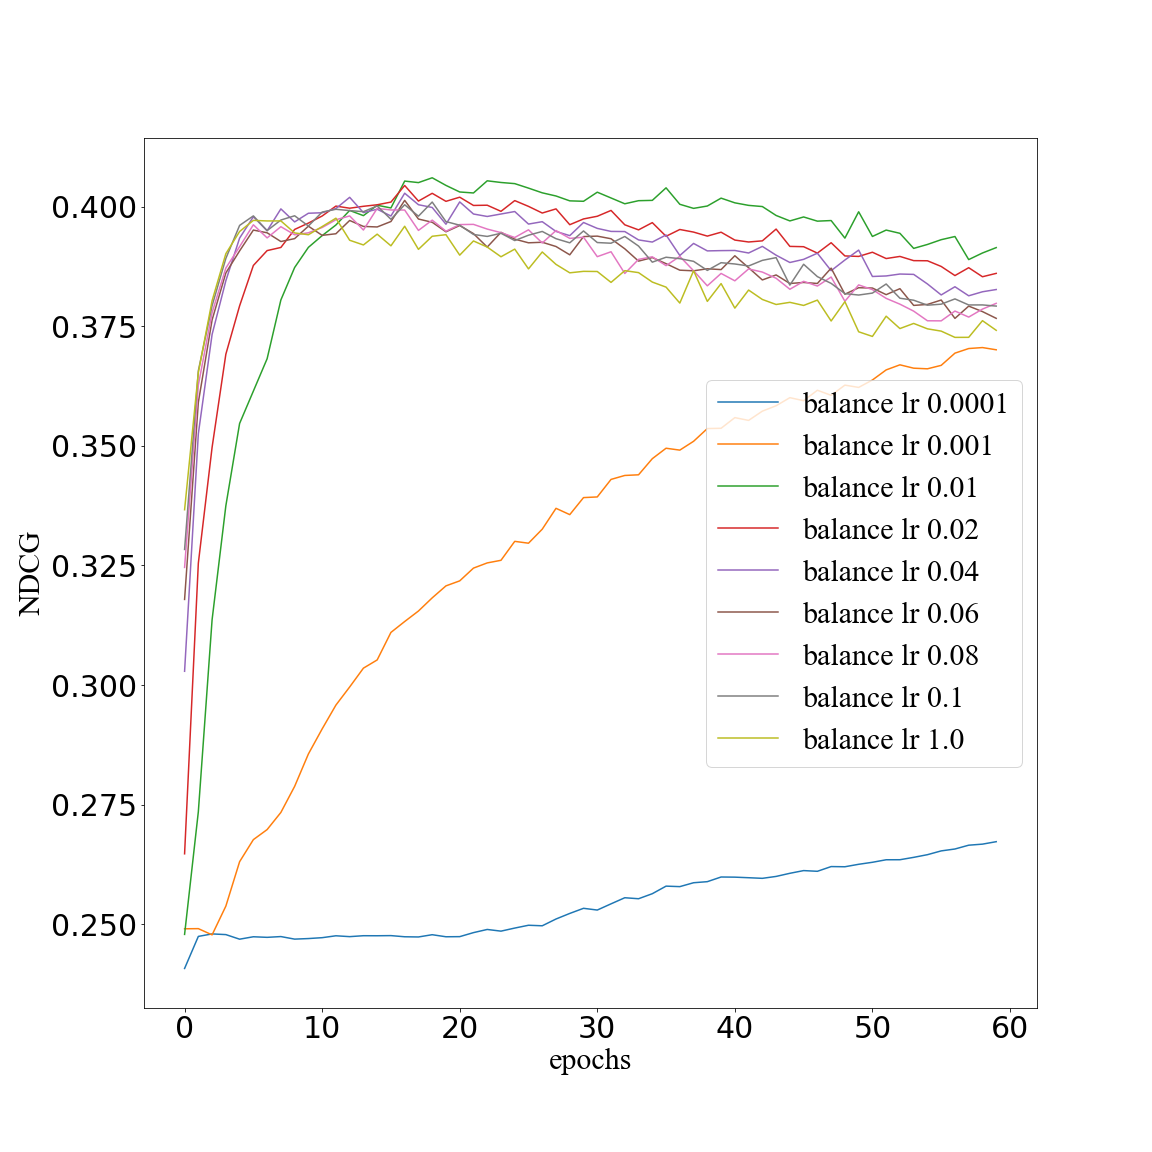 NDCG
0.400
0.375
0.350
0.325
0.300
0.275
0.250
balance lr 0.0001
balance lr 0.001
balance lr 0.01
balance lr 0.02
balance lr 0.04
balance lr 0.06
balance lr 0.08
balance lr 0.1
balance lr 1.0
0 10 20 30 40 50 60
epochs